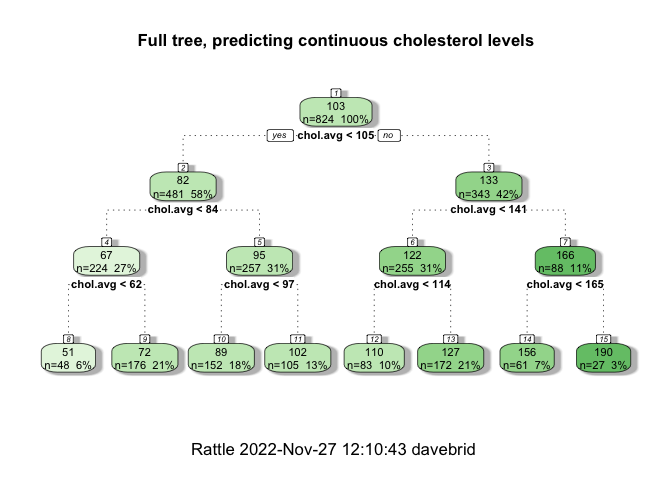 Full tree, predicting continuous cholesterol levels
1
103
n=824 100%
yes chol.avg < 105 no
2
82
n=481 58%
chol.avg < 84
3
133
n=343 42%
chol.avg < 141
4
67
n=224 27%
chol.avg < 62
5
95
n=257 31%
chol.avg < 97
6
122
n=255 31%
chol.avg < 114
7
166
n=88 11%
chol.avg < 165
8
51
n=48 6%
9
72
n=176 21%
10
89
n=152 18%
11
102
n=105 13%
12
110
n=83 10%
13
127
n=172 21%
14
156
n=61 7%
15
190
n=27 3%
Rattle 2022-Nov-27 12:10:43 davebrid